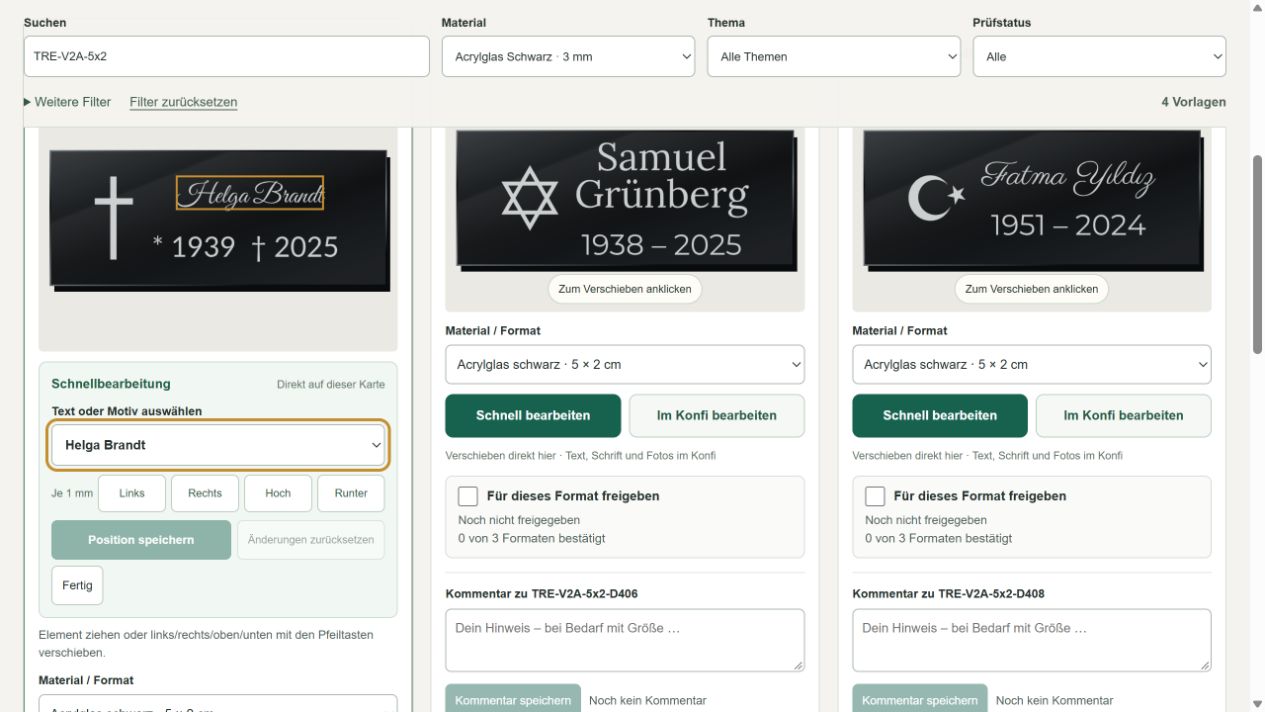 Suchen
Material
Thema
Prüfstatus
TRE-V2A-5x2
Acrylglas Schwarz · 3 mm
Alle Themen
Alle
Weitere Filter
Filter zurücksetzen
4 Vorlagen
Helga Brandt
* 1939 † 2025
Schnellbearbeitung
Direkt auf dieser Karte
Text oder Motiv auswählen
Helga Brandt
Je 1 mm
Links
Rechts
Hoch
Runter
Position speichern
Änderungen zurücksetzen
Fertig
Element ziehen oder links/rechts/oben/unten mit den Pfeiltasten
verschieben.
Material / Format
Acrylglas schwarz · 5 × 2 cm
Samuel
Grünberg
1938 – 2025
Zum Verschieben anklicken
Material / Format
Acrylglas schwarz · 5 × 2 cm
Schnell bearbeiten
Im Konfi bearbeiten
Verschieben direkt hier · Text, Schrift und Fotos im Konfi
Für dieses Format freigeben
Noch nicht freigegeben
0 von 3 Formaten bestätigt
Kommentar zu TRE-V2A-5x2-D406
Dein Hinweis – bei Bedarf mit Größe …
Kommentar speichern
Noch kein Kommentar
Fatma Yıldız
1951 – 2024
Zum Verschieben anklicken
Material / Format
Acrylglas schwarz · 5 × 2 cm
Schnell bearbeiten
Im Konfi bearbeiten
Verschieben direkt hier · Text, Schrift und Fotos im Konfi
Für dieses Format freigeben
Noch nicht freigegeben
0 von 3 Formaten bestätigt
Kommentar zu TRE-V2A-5x2-D408
Dein Hinweis – bei Bedarf mit Größe …
Kommentar speichern
Noch kein Kommentar